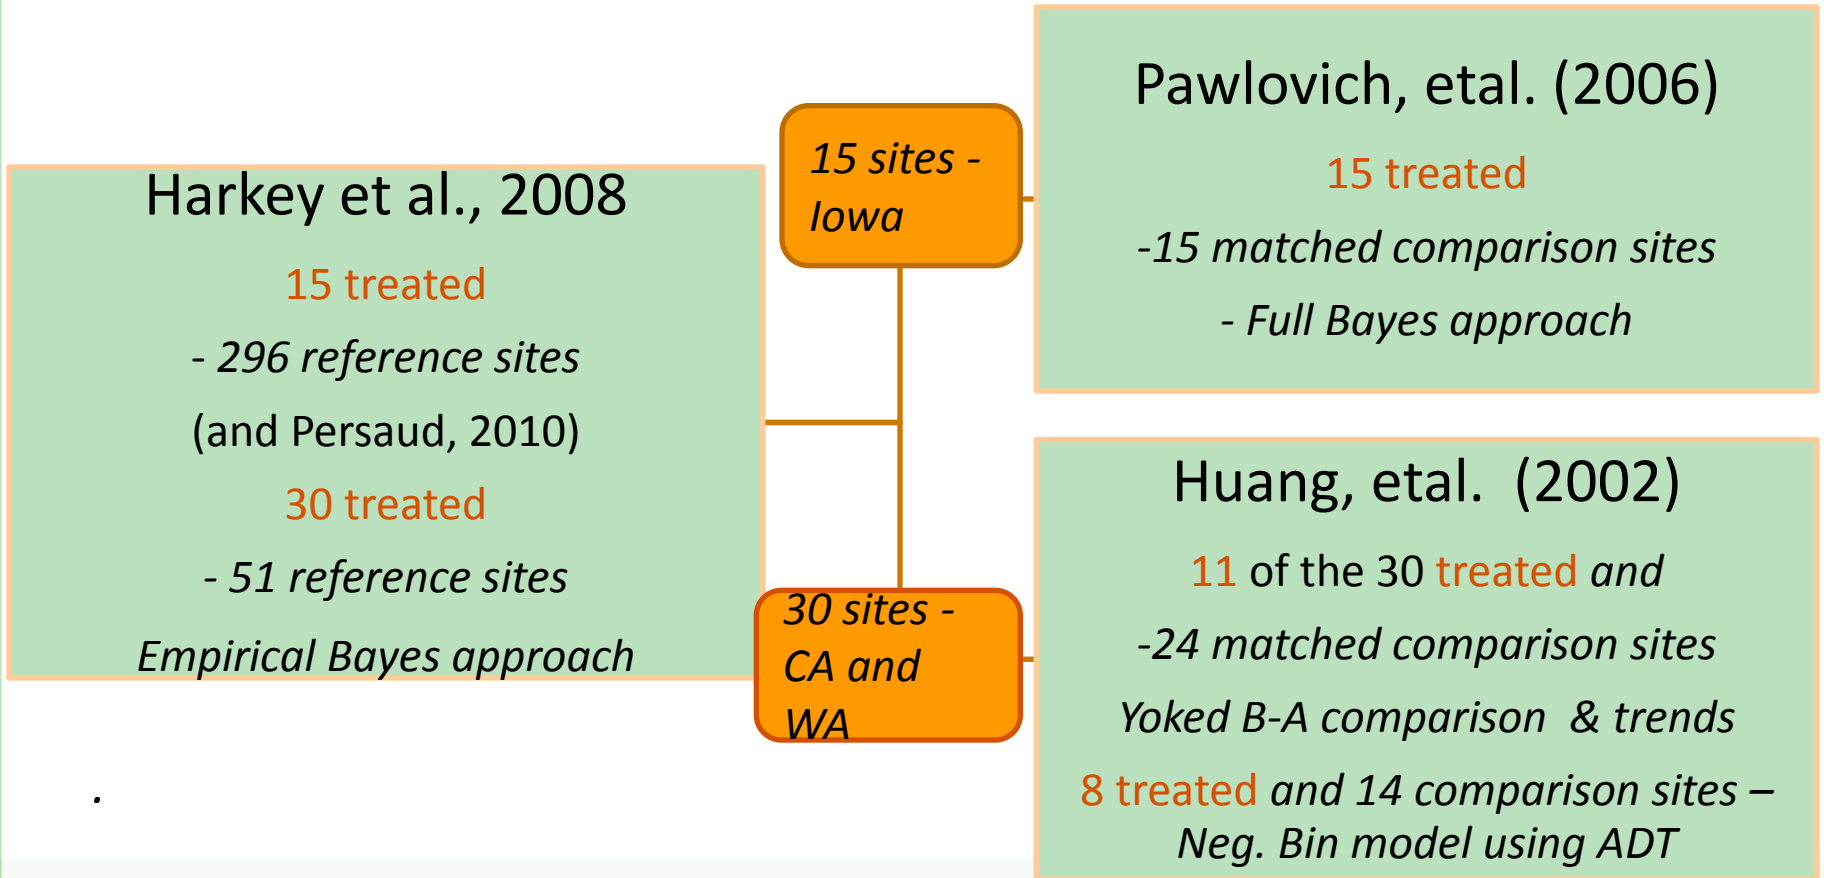 Harkey et al., 2008
15 treated
- 296 reference sites
(and Persaud, 2010)
30 treated
- 51 reference sites
Empirical Bayes approach
15 sites -
Iowa
30 sites -
CA and
WA
Pawlovich, etal. (2006)
15 treated
-15 matched comparison sites
- Full Bayes approach
Huang, etal. (2002)
11 of the 30 treated and
-24 matched comparison sites
Yoked B-A comparison & trends
8 treated and 14 comparison sites –
Neg. Bin model using ADT
.